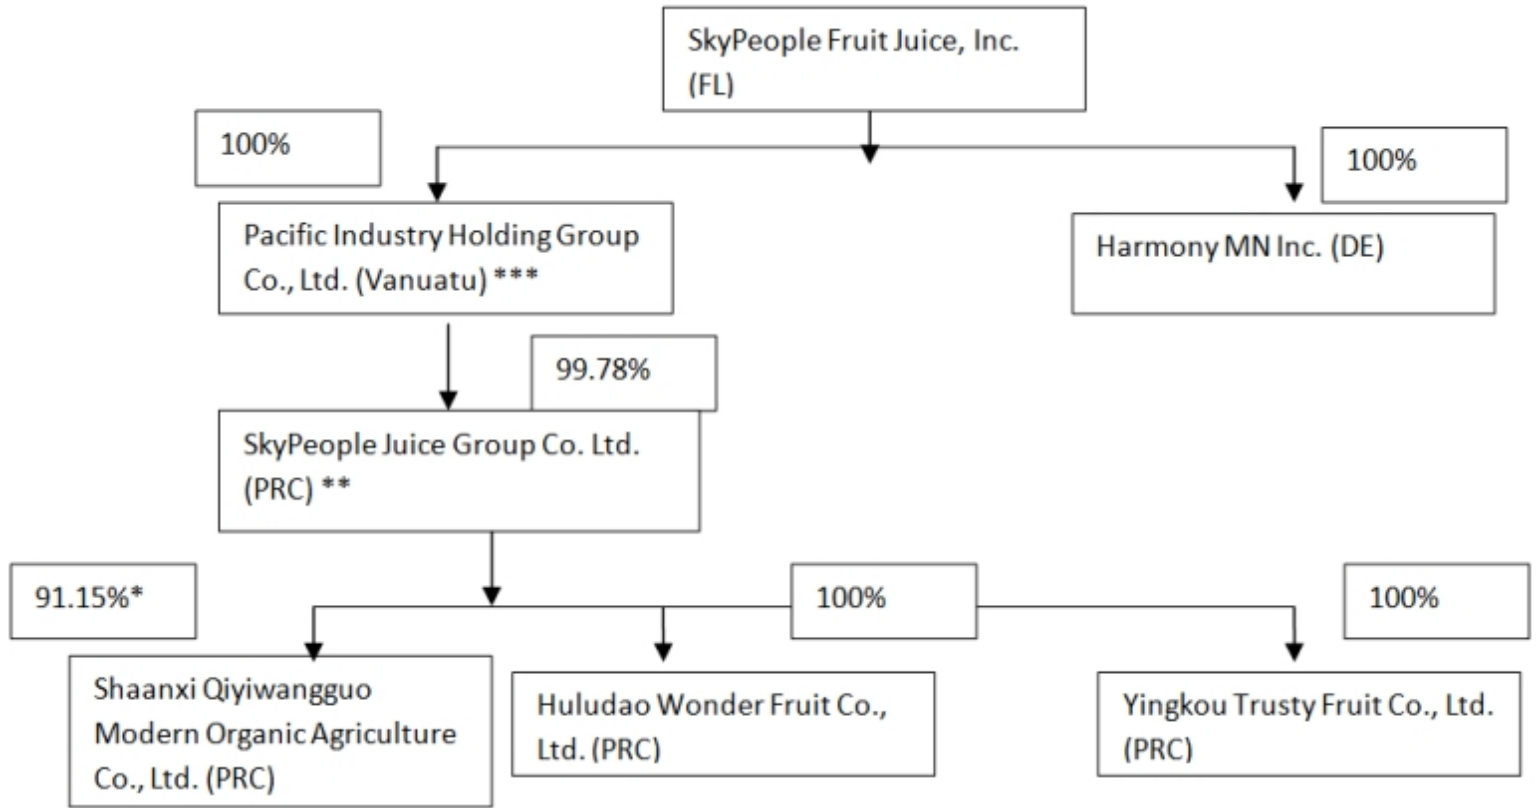 SkyPeople Fruit Juice, Inc.
(FL)
100%
100%
Pacific Industry Holding Group
Co., Ltd. (Vanuatu) ***
Harmony MN Inc. (DE)
99.78%
SkyPeople Juice Group Co. Ltd.
(PRC) **
91.15%*
100%
100%
Shaanxi Qiyiwangguo
Modern Organic Agriculture
Co., Ltd. (PRC)
Huludao Wonder Fruit Co.,
Ltd. (PRC)
Yingkou Trusty Fruit Co., Ltd.
(PRC)